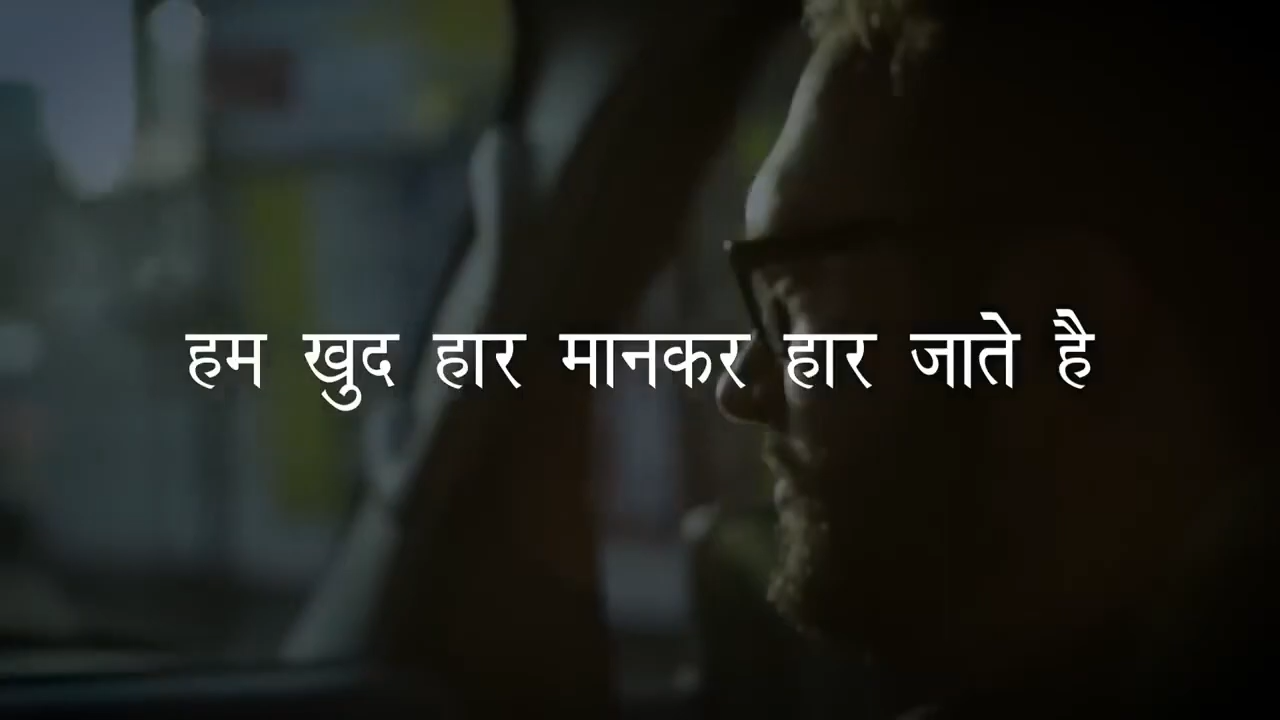 हम खुद हार मानकर हार जाते है